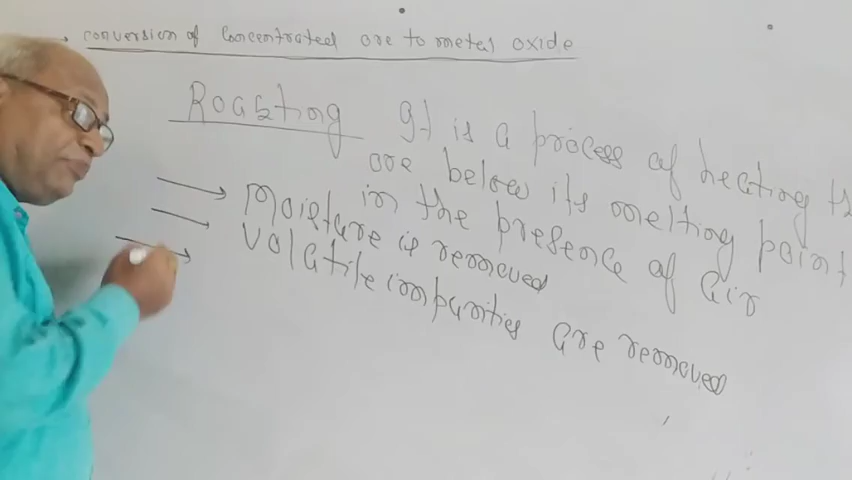 conversion of concentrated ore to metal oxide
Roasting It is a process of heating the
ore below its melting point
in the presence of air
Moisture is removed
Volatile impurities are removed